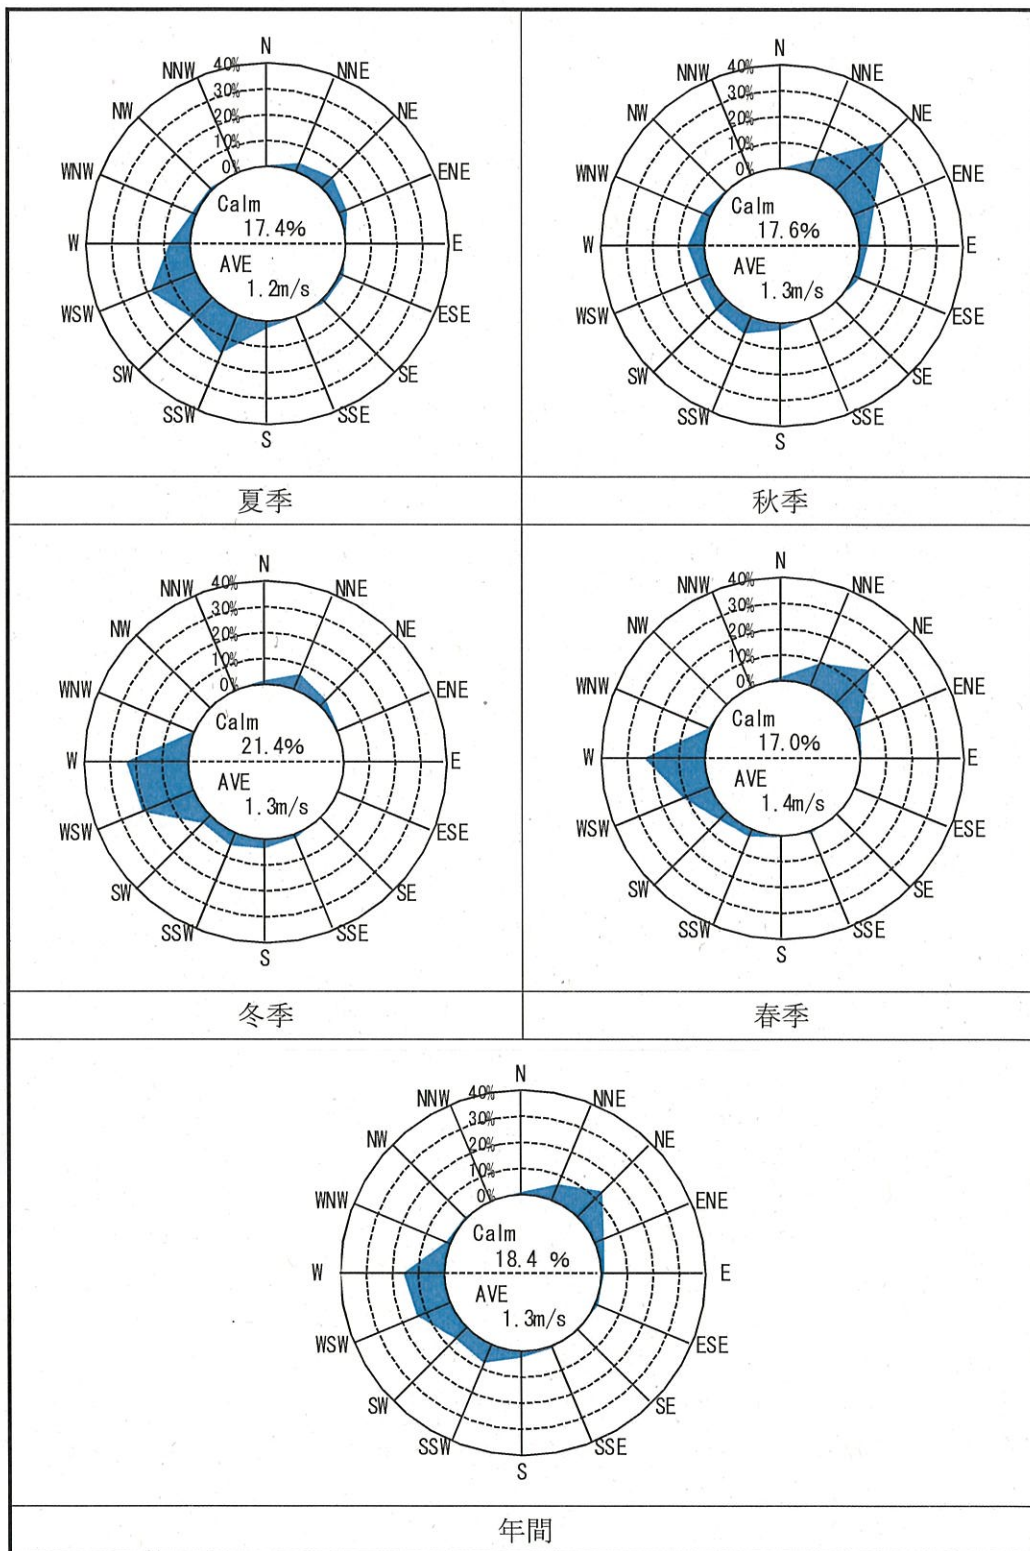 N
NNW
NNE
NW
NE
WNW
ENE
W
E
WSW
ESE
SW
SE
SSW
SSE
S
40%
30%
20%
10%
0%
Calm
17.4%
AVE
1.2m/s
夏季
N
NNW
NNE
NW
NE
WNW
ENE
W
E
WSW
ESE
SW
SE
SSW
SSE
S
40%
30%
20%
10%
0%
Calm
17.6%
AVE
1.3m/s
秋季
N
NNW
NNE
NW
NE
WNW
ENE
W
E
WSW
ESE
SW
SE
SSW
SSE
S
40%
30%
20%
10%
0%
Calm
21.4%
AVE
1.3m/s
冬季
N
NNW
NNE
NW
NE
WNW
ENE
W
E
WSW
ESE
SW
SE
SSW
SSE
S
40%
30%
20%
10%
0%
Calm
17.0%
AVE
1.4m/s
春季
N
NNW
NNE
NW
NE
WNW
ENE
W
E
WSW
ESE
SW
SE
SSW
SSE
S
40%
30%
20%
10%
0%
Calm
18.4 %
AVE
1.3m/s
年間